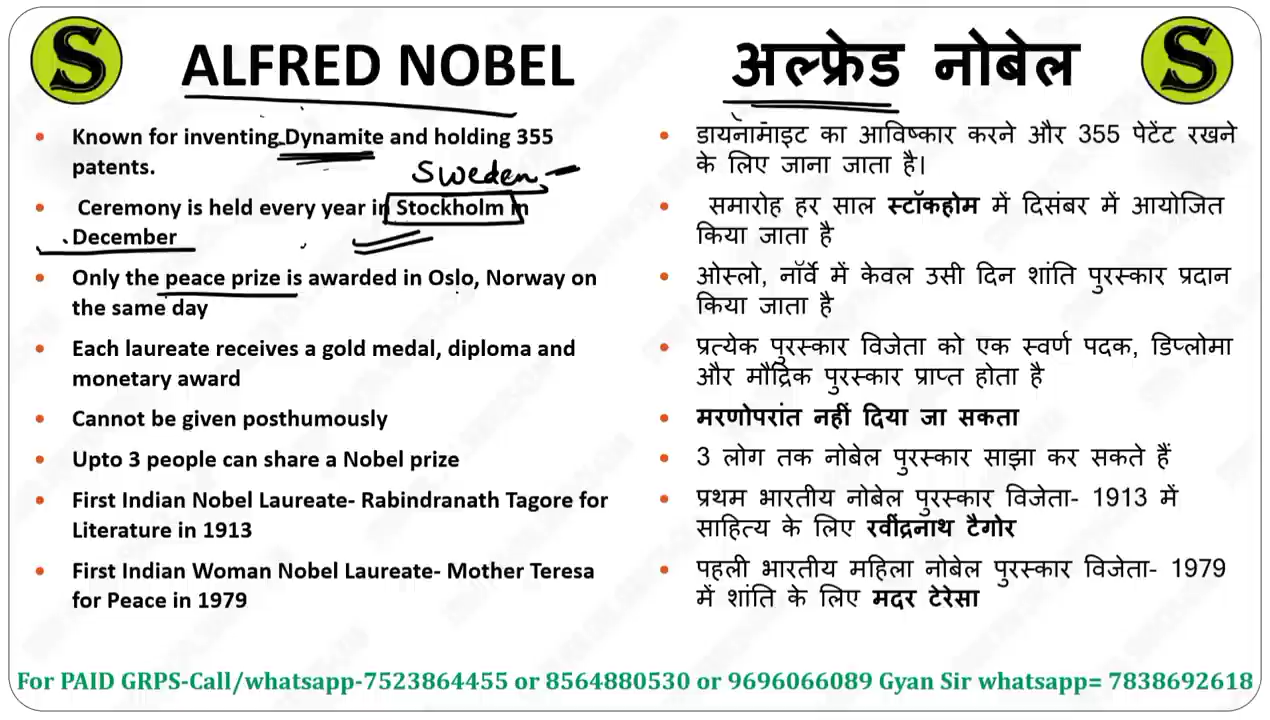 S
ALFRED NOBEL
Known for inventing Dynamite and holding 355
patents.
Sweden
Ceremony is held every year in Stockholm in
December
Only the peace prize is awarded in Oslo, Norway on
the same day
Each laureate receives a gold medal, diploma and
monetary award
Cannot be given posthumously
Upto 3 people can share a Nobel prize
First Indian Nobel Laureate- Rabindranath Tagore for
Literature in 1913
First Indian Woman Nobel Laureate- Mother Teresa
for Peace in 1979
अल्फ्रेड नोबेल
S
डायनामाइट का आविष्कार करने और 355 पेटेंट रखने
के लिए जाना जाता है।
समारोह हर साल स्टॉकहोम में दिसंबर में आयोजित
किया जाता है
ओस्लो, नॉर्वे में केवल उसी दिन शांति पुरस्कार प्रदान
किया जाता है
प्रत्येक पुरस्कार विजेता को एक स्वर्ण पदक, डिप्लोमा
और मौद्रिक पुरस्कार प्राप्त होता है
मरणोपरांत नहीं दिया जा सकता
3 लोग तक नोबेल पुरस्कार साझा कर सकते हैं
प्रथम भारतीय नोबेल पुरस्कार विजेता- 1913 में
साहित्य के लिए रवींद्रनाथ टैगोर
पहली भारतीय महिला नोबेल पुरस्कार विजेता- 1979
में शांति के लिए मदर टेरेसा
For PAID GRPS-Call/whatsapp-7523864455 or 8564880530 or 9696066089 Gyan Sir whatsapp= 7838692618